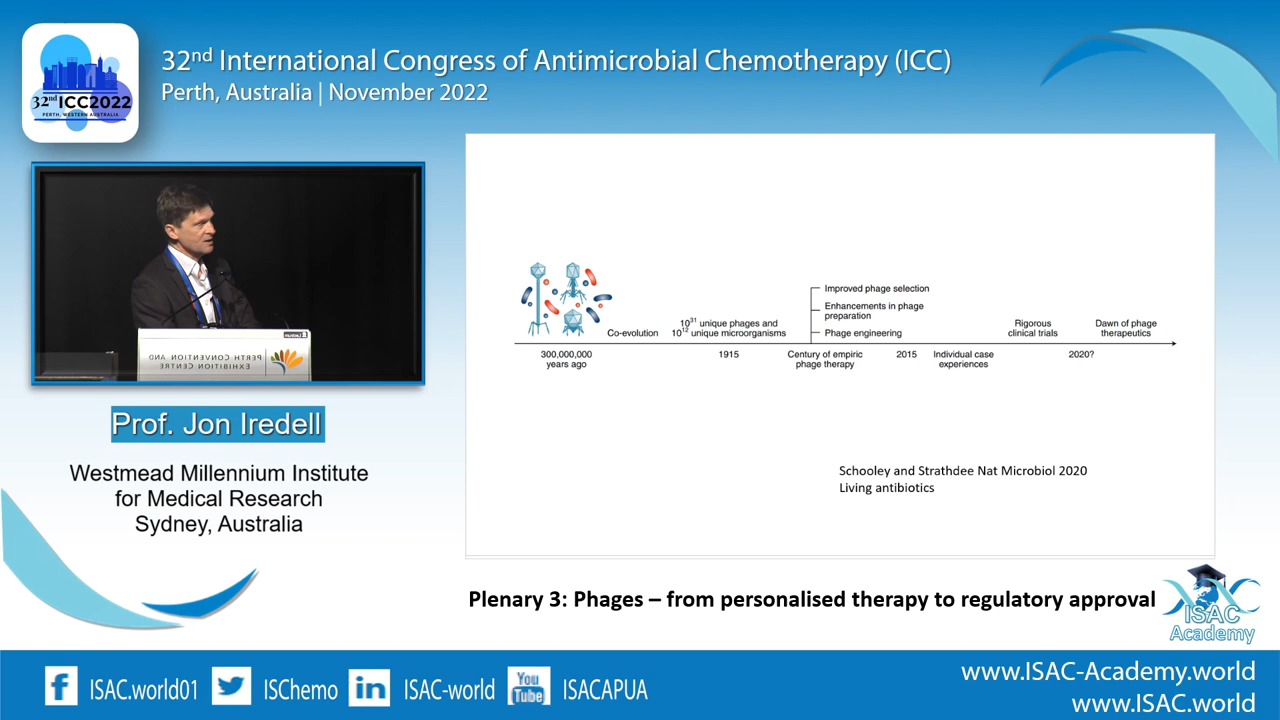 32nd International Congress of Antimicrobial Chemotherapy (ICC)
Perth, Australia | November 2022
32nd ICC2022
PERTH, WESTERN AUSTRALIA
PERTH CONVENTION AND
EXHIBITION CENTRE
Prof. Jon Iredell
Westmead Millennium Institute
for Medical Research
Sydney, Australia
Co-evolution
10^31 unique phages and
10^12 unique microorganisms
Improved phage selection
Enhancements in phage
preparation
Phage engineering
Rigorous
clinical trials
Dawn of phage
therapeutics
300,000,000
years ago
1915
Century of empiric
phage therapy
2015
Individual case
experiences
2020?
Schooley and Strathdee Nat Microbiol 2020
Living antibiotics
Plenary 3: Phages – from personalised therapy to regulatory approval
ISAC
Academy
ISAC.world01
ISChemo
ISAC-world
You
Tube
ISACAPUA
www.ISAC-Academy.world
www.ISAC.world